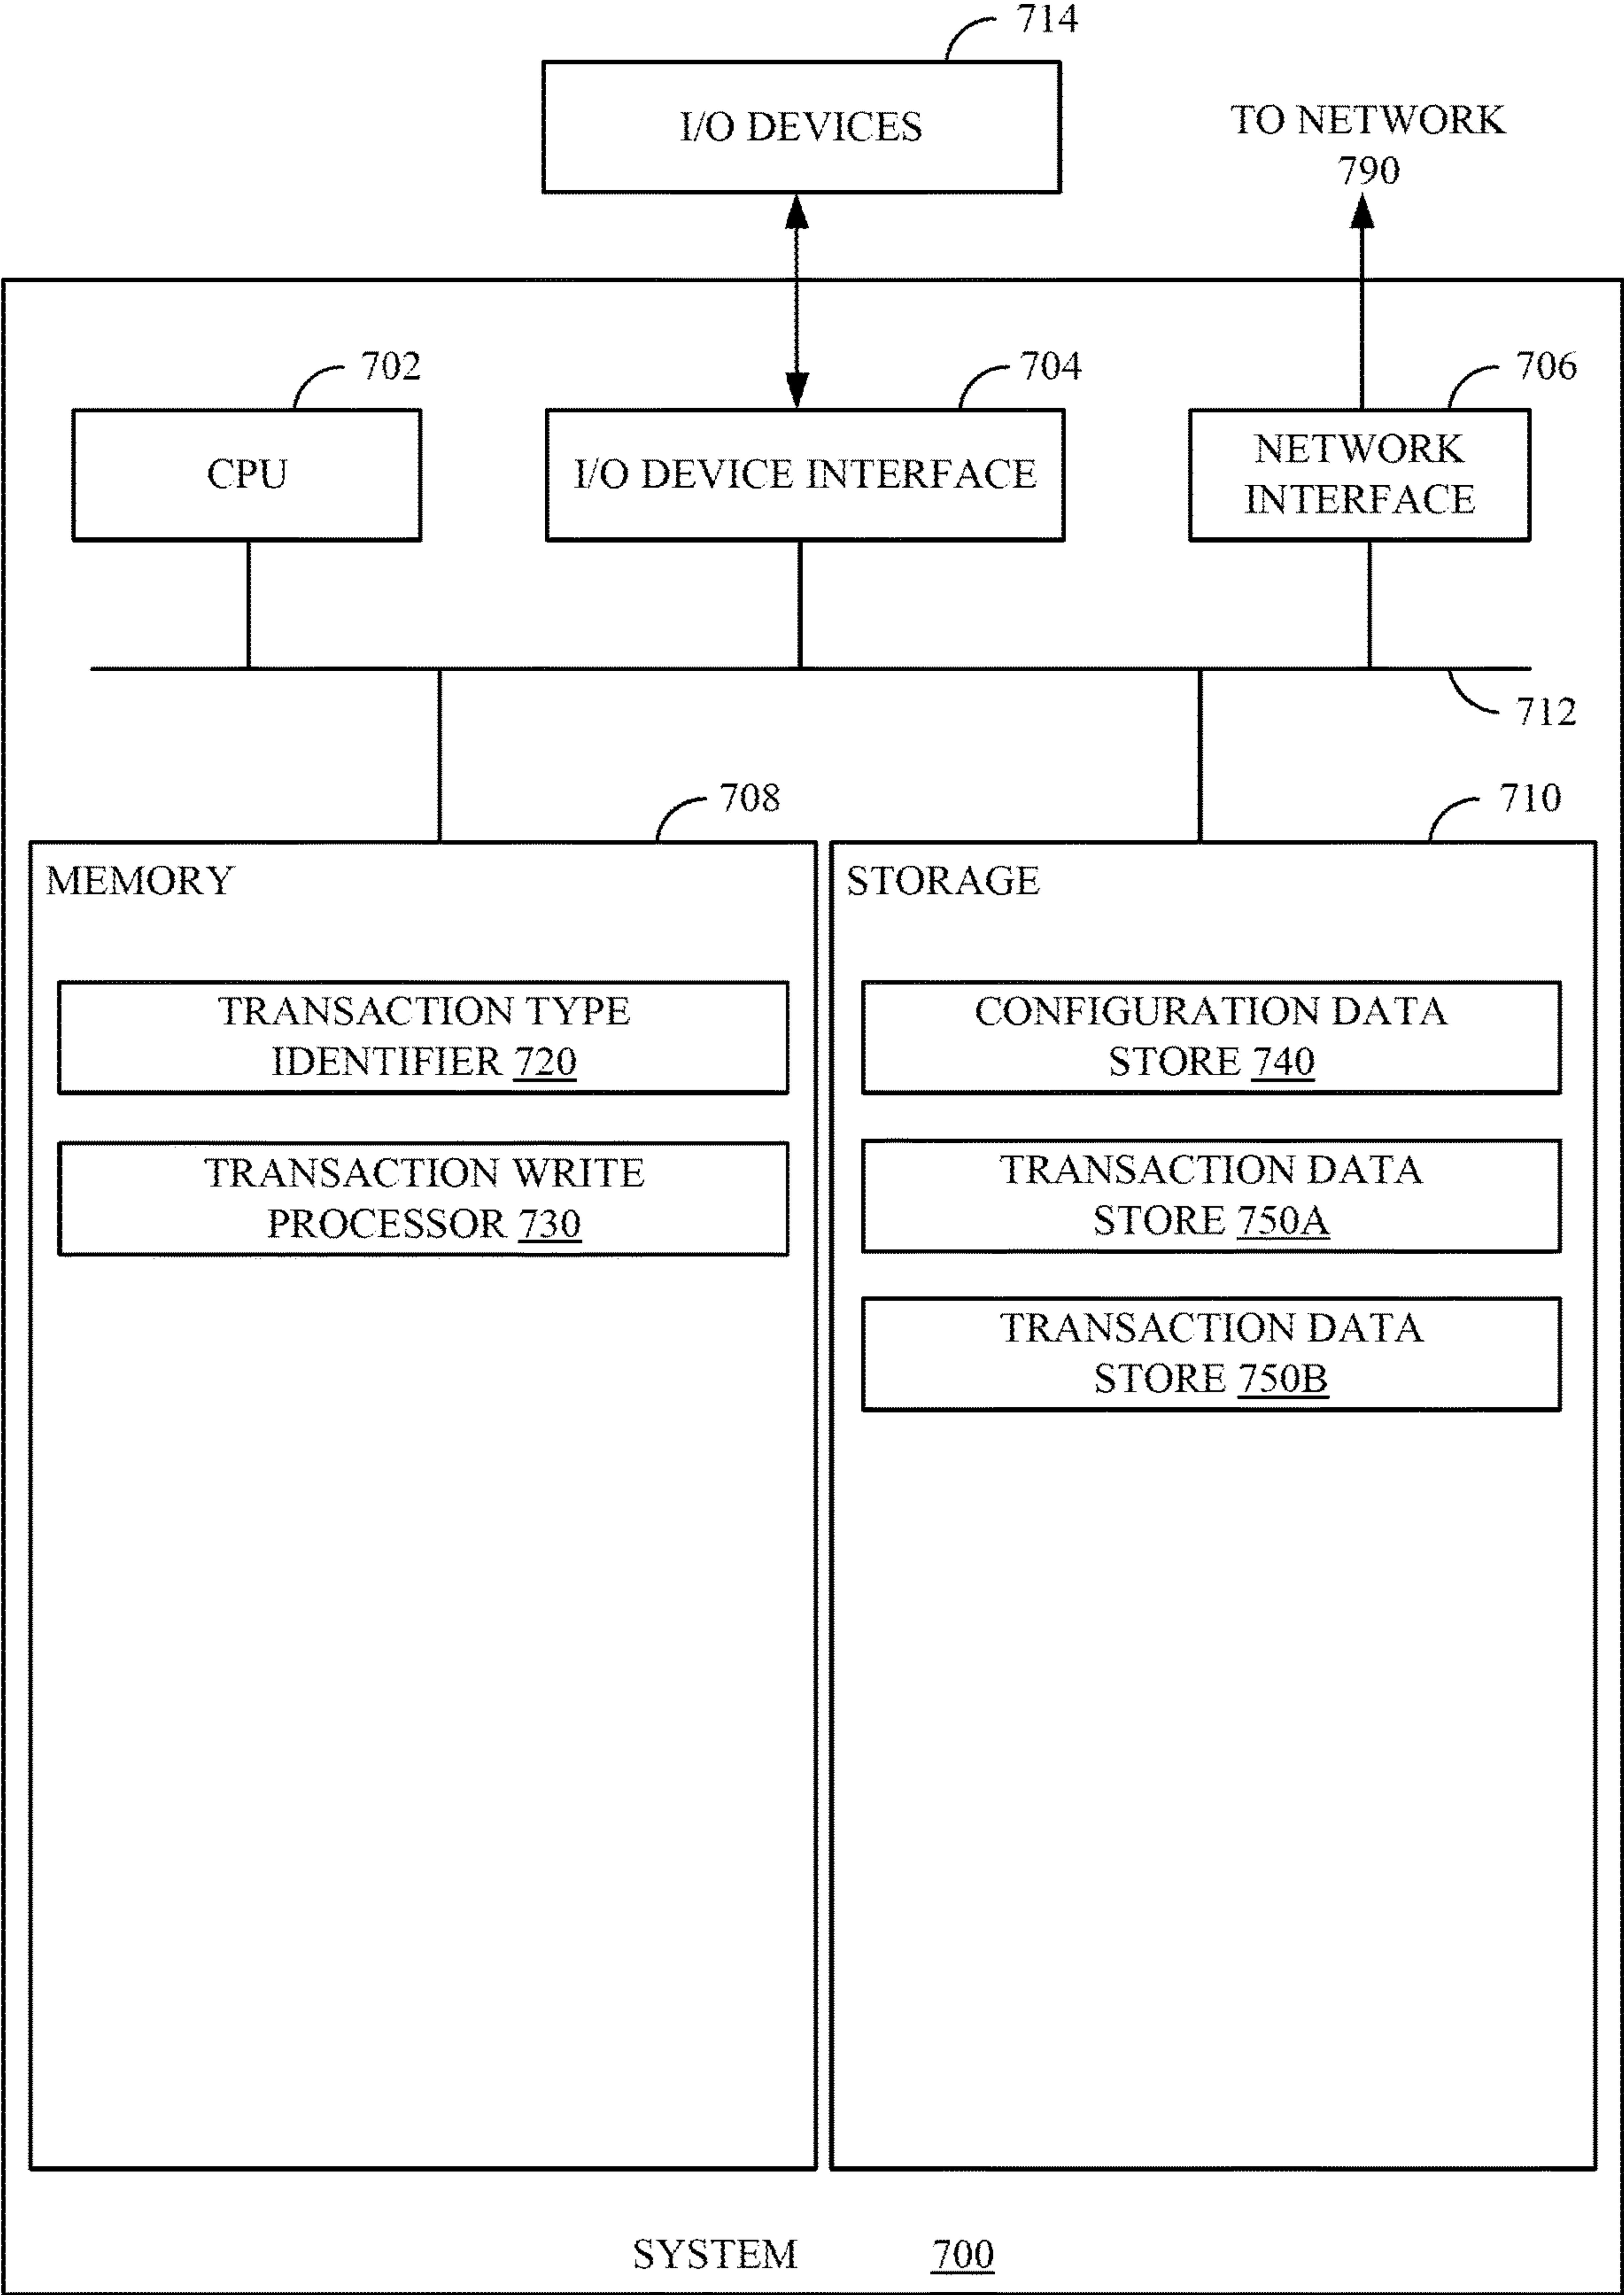 714
I/O DEVICES
TO NETWORK
790
702
704
706
CPU
I/O DEVICE INTERFACE
NETWORK
INTERFACE
712
708
710
MEMORY
STORAGE
TRANSACTION TYPE
IDENTIFIER 720
TRANSACTION WRITE
PROCESSOR 730
CONFIGURATION DATA
STORE 740
TRANSACTION DATA
STORE 750A
TRANSACTION DATA
STORE 750B
SYSTEM 700